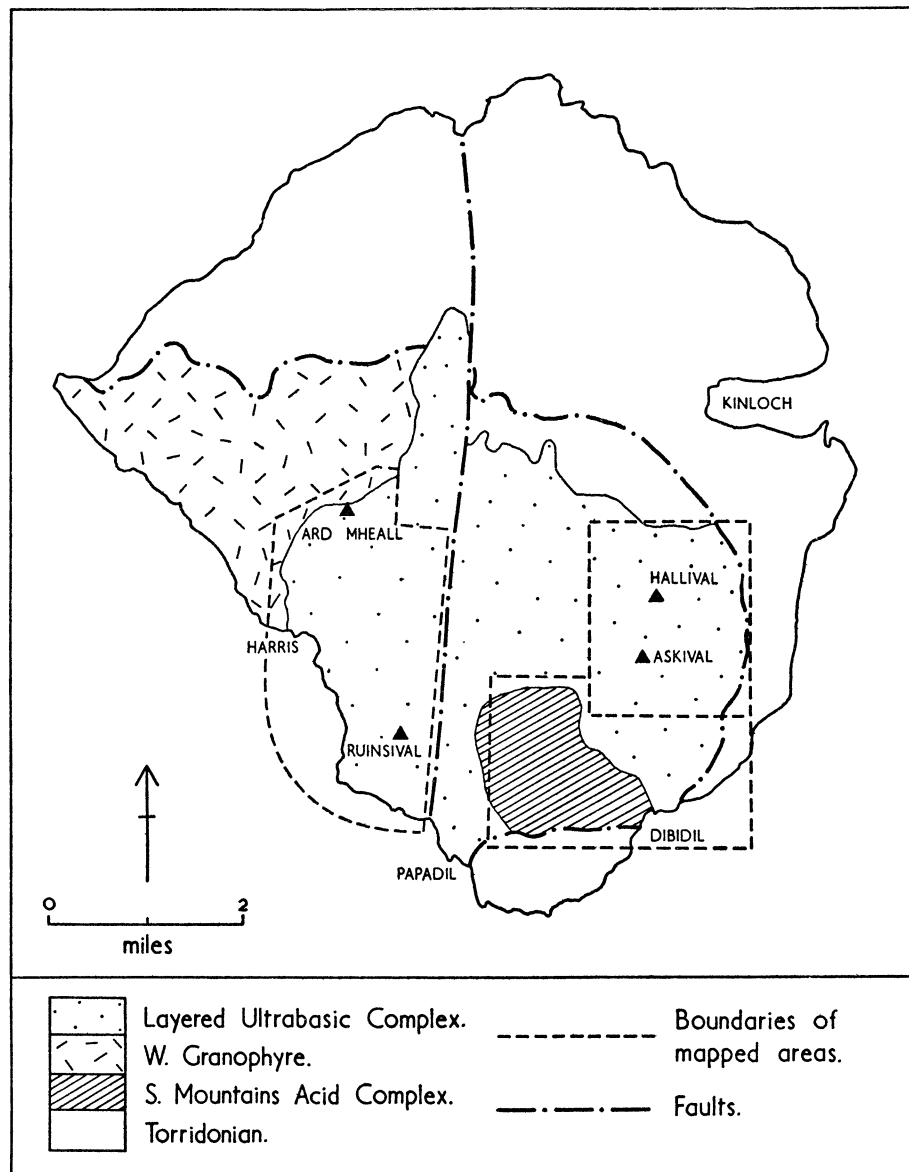 KINLOCH
ARD MHEALL
HALLIVAL
HARRIS
ASKIVAL
RUINSIVAL
DIBIDIL
PAPADIL
0 2
miles
Layered Ultrabasic Complex.
W. Granophyre.
S. Mountains Acid Complex.
Torridonian.
Boundaries of
mapped areas.
Faults.